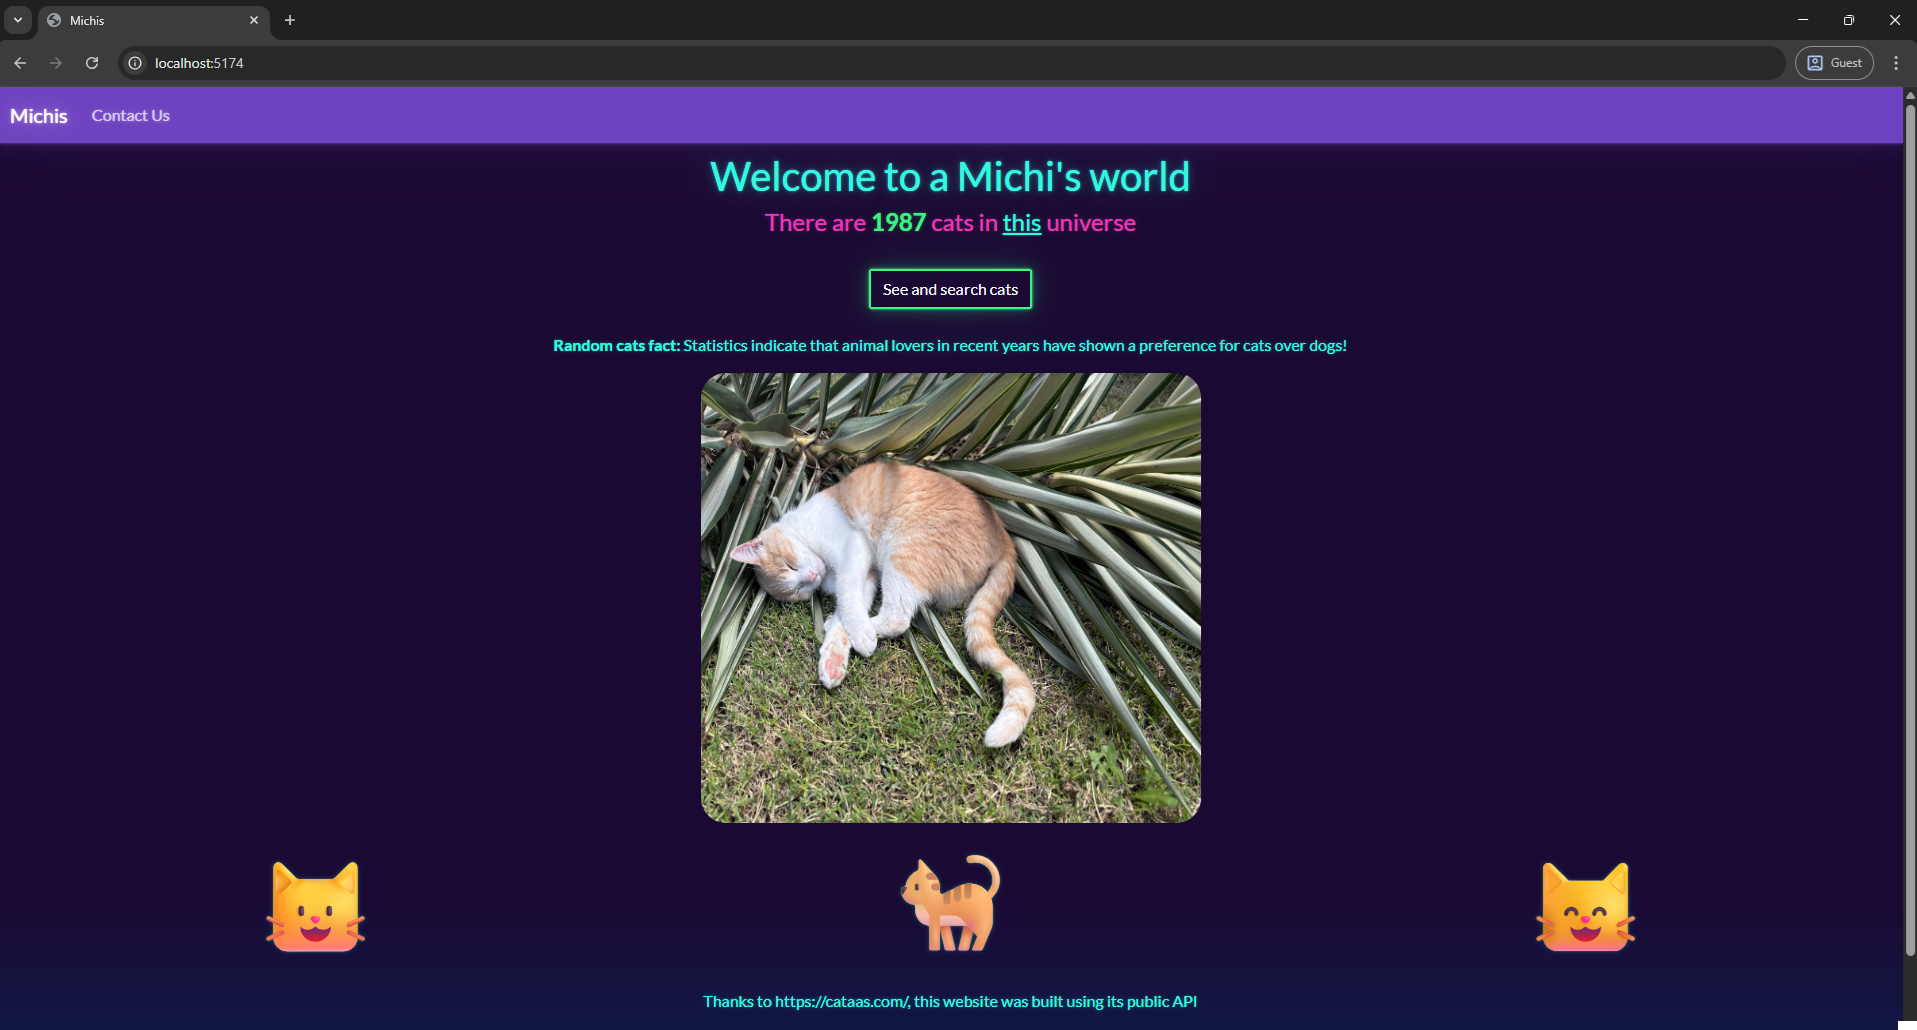 Michis
localhost:5174
Guest
Michis Contact Us
Welcome to a Michi's world
There are 1987 cats in this universe
See and search cats
Random cats fact: Statistics indicate that animal lovers in recent years have shown a preference for cats over dogs!
Thanks to https://cataas.com/, this website was built using its public API